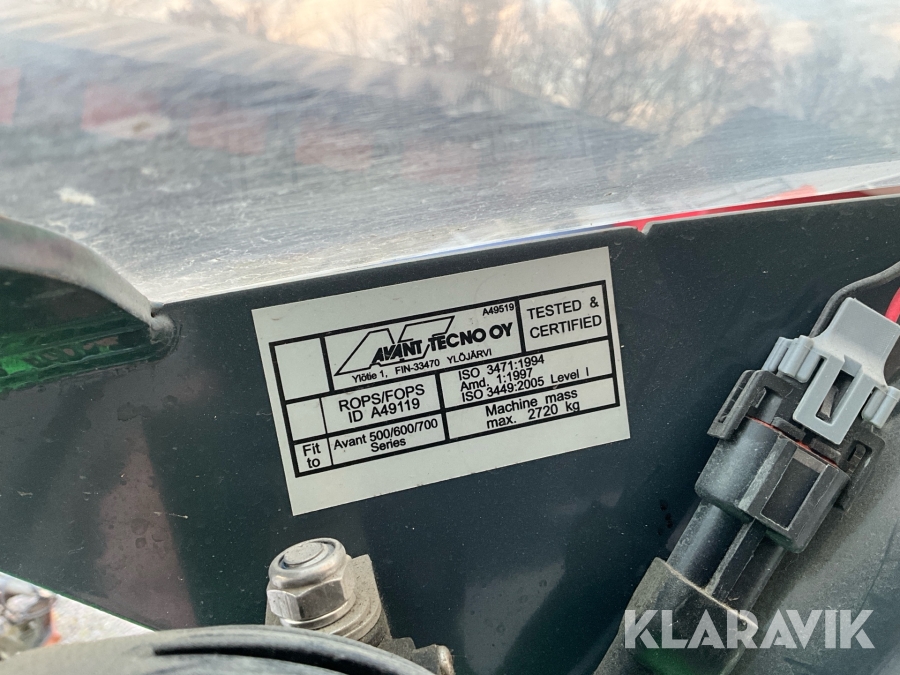 A49519
AVANT TECNO OY
Ylötie 1, FIN-33470 YLÖJÄRVI
TESTED &
CERTIFIED
ROPS/FOPS
ID A49119
ISO 3471:1994
Amd. 1:1997
ISO 3449:2005 Level I
Fit
to
Avant 500/600/700
Series
Machine mass
max. 2720 kg
KLARAVIK